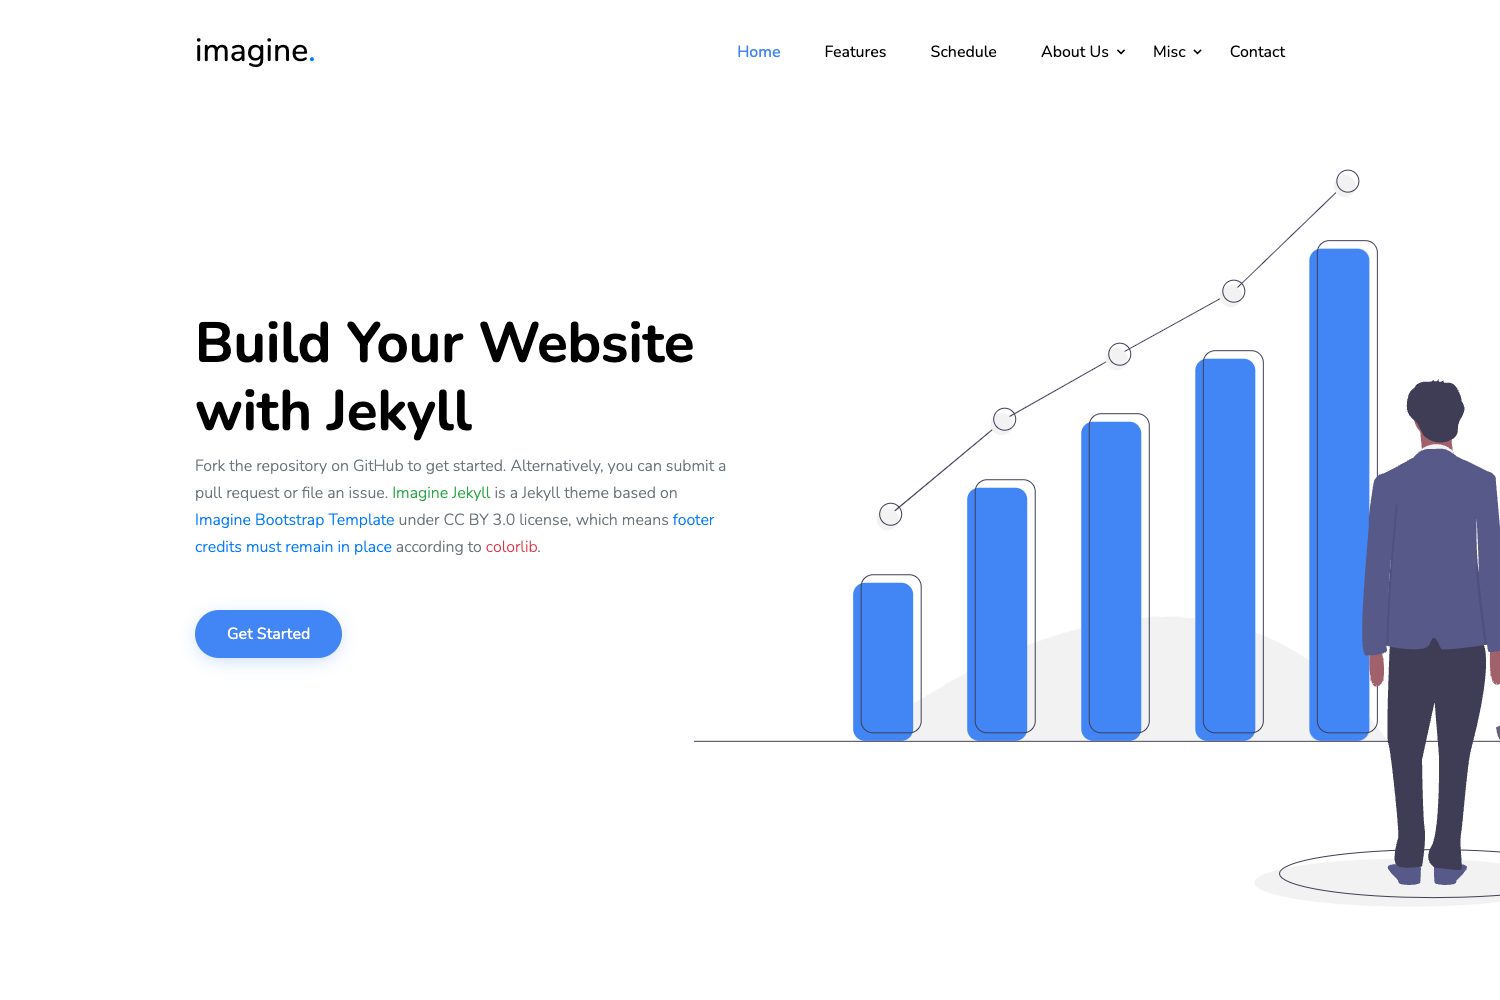 imagine.
Home Features Schedule About Us Misc Contact
Build Your Website
with Jekyll
Fork the repository on GitHub to get started. Alternatively, you can submit a
pull request or file an issue. Imagine Jekyll is a Jekyll theme based on
Imagine Bootstrap Template under CC BY 3.0 license, which means footer
credits must remain in place according to colorlib.
Get Started